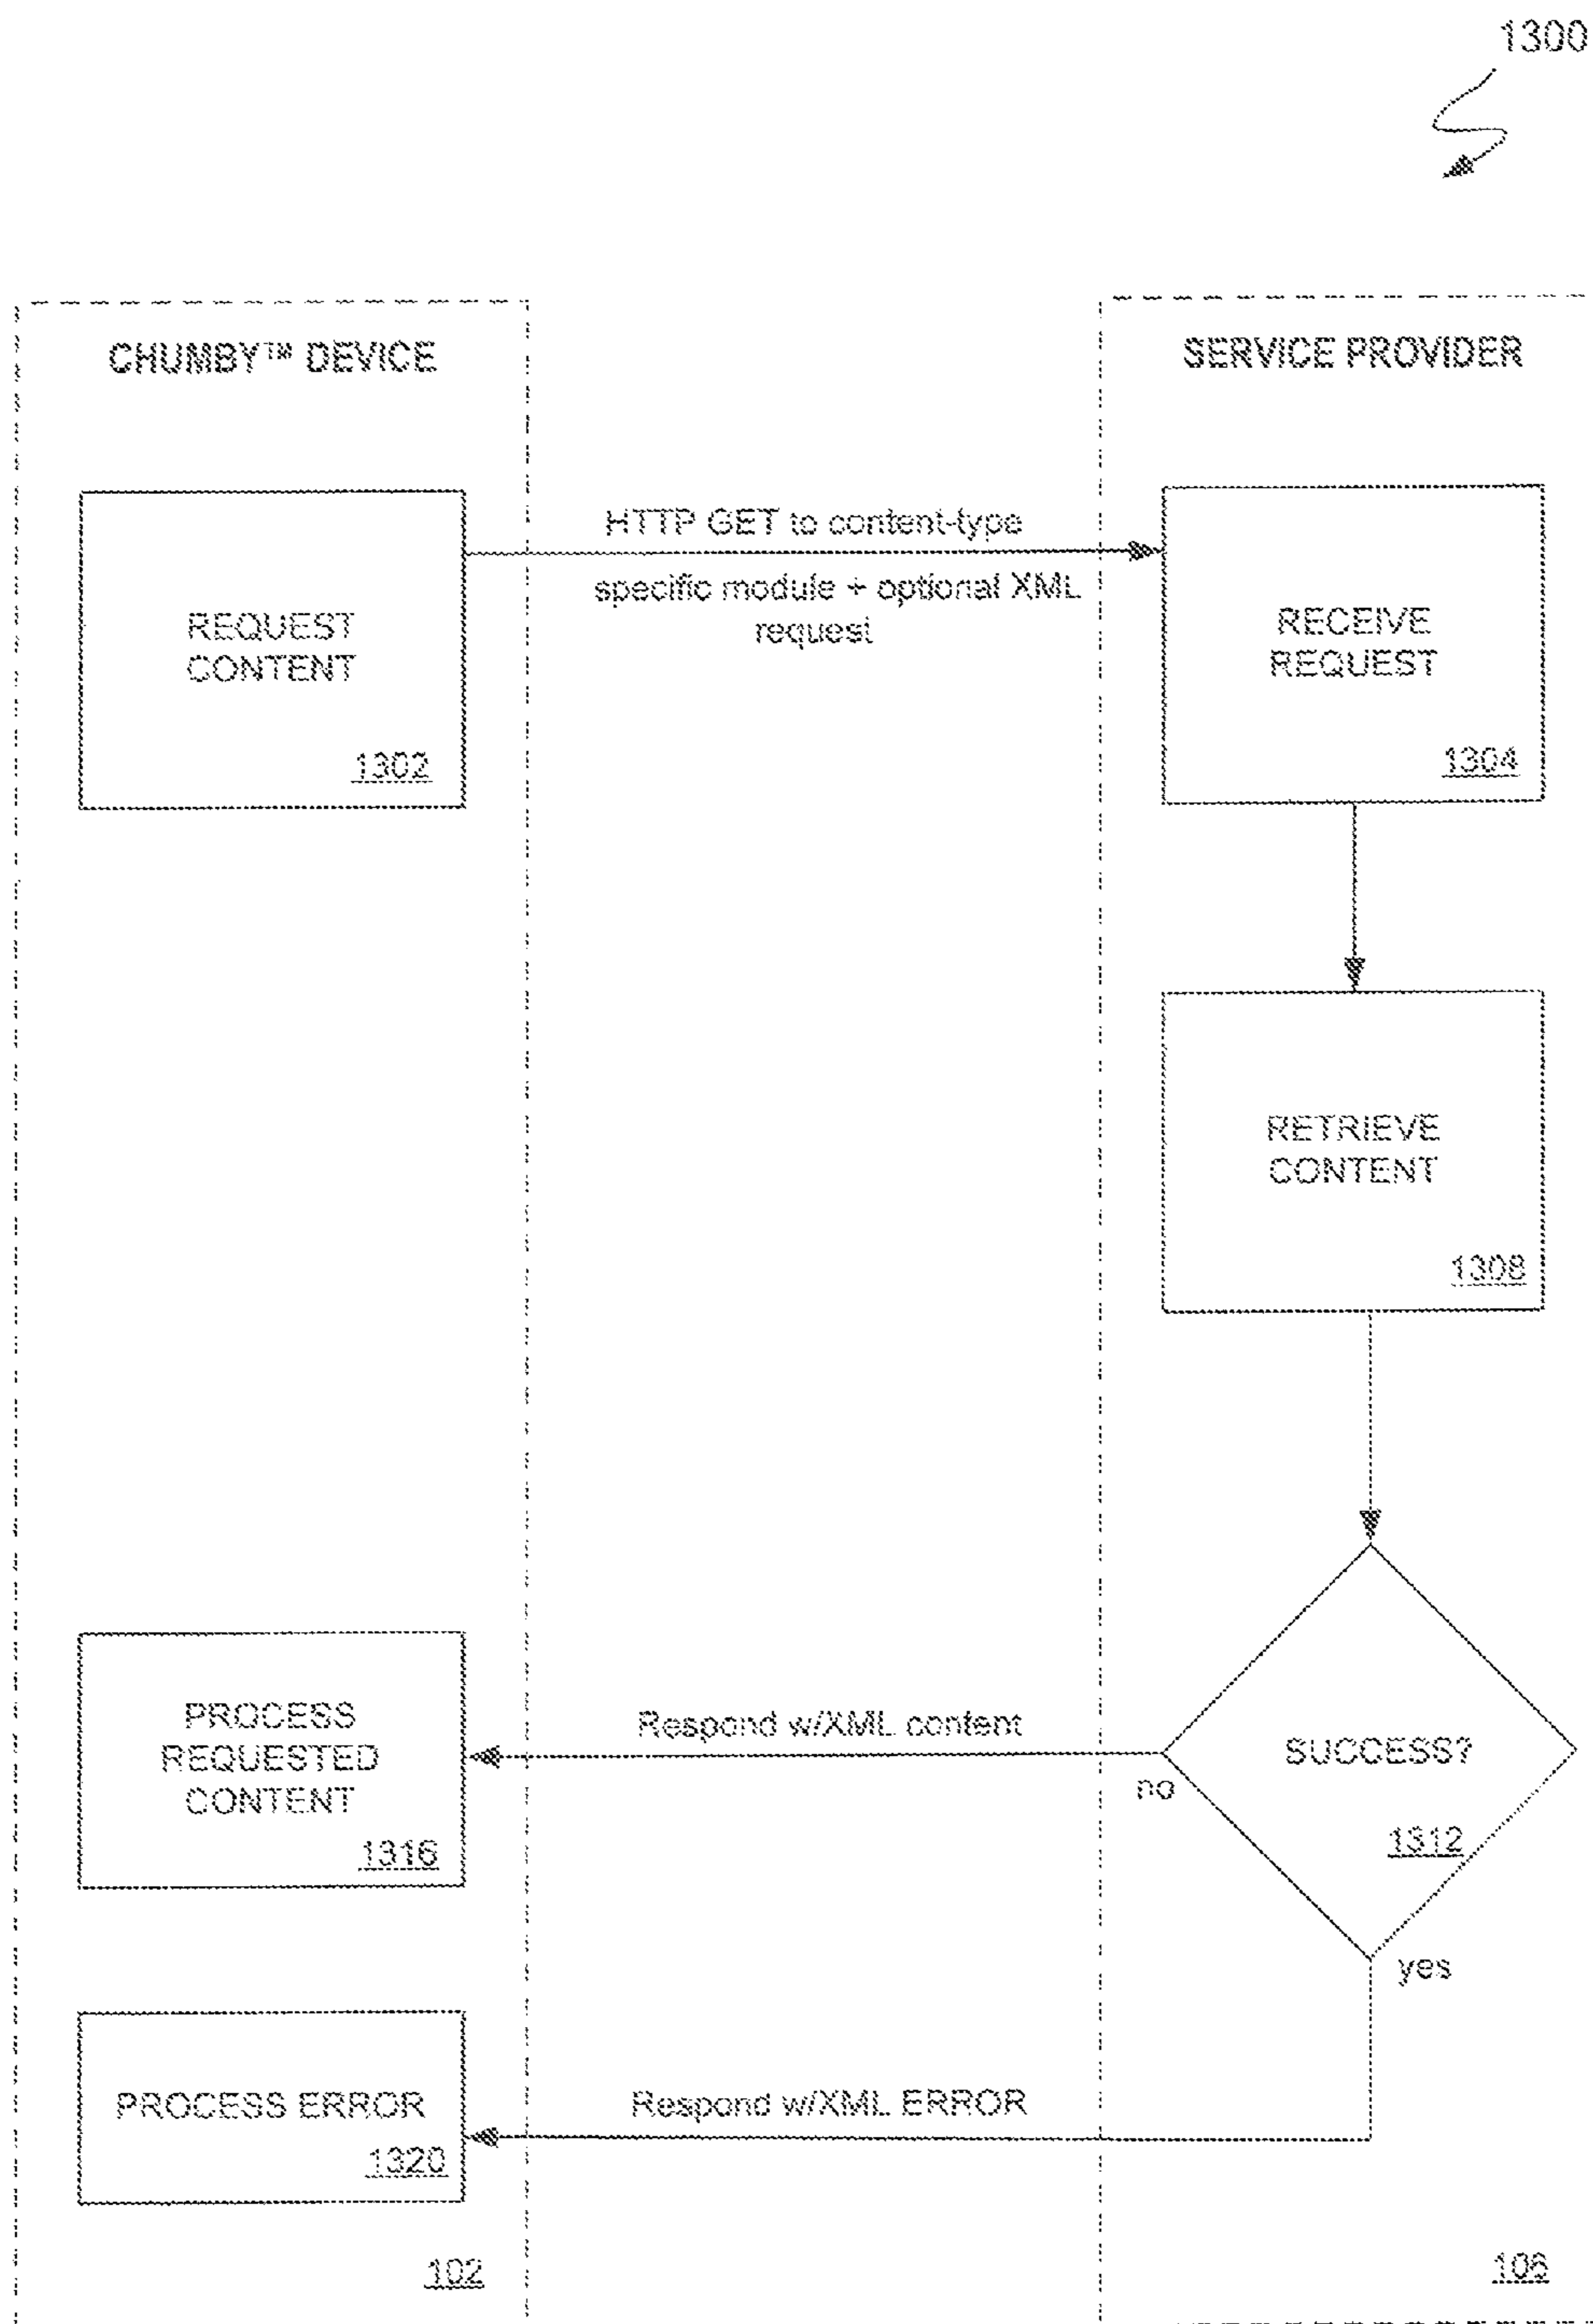 1300
CHUMBY™ DEVICE
SERVICE PROVIDER
HTTP GET to content-type
specific module + optional XML
request
REQUEST
CONTENT
1302
RECEIVE
REQUEST
1304
RETRIEVE
CONTENT
1308
PROCESS
REQUESTED
CONTENT
1316
Respond w/XML content
no
SUCCESS?
1312
yes
PROCESS ERROR
1320
Respond w/XML ERROR
102
106